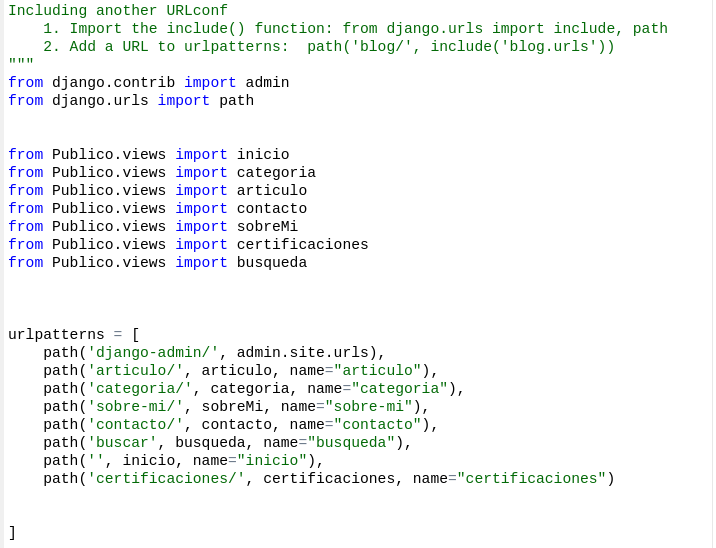 Including another URLconf
    1. Import the include() function: from django.urls import include, path
    2. Add a URL to urlpatterns:  path('blog/', include('blog.urls'))
"""
from django.contrib import admin
from django.urls import path
from Publico.views import inicio
from Publico.views import categoria
from Publico.views import articulo
from Publico.views import contacto
from Publico.views import sobreMi
from Publico.views import certificaciones
from Publico.views import busqueda
urlpatterns = [
    path('django-admin/', admin.site.urls),
    path('articulo/', articulo, name="articulo"),
    path('categoria/', categoria, name="categoria"),
    path('sobre-mi/', sobreMi, name="sobre-mi"),
    path('contacto/', contacto, name="contacto"),
    path('buscar', busqueda, name="busqueda"),
    path('', inicio, name="inicio"),
    path('certificaciones/', certificaciones, name="certificaciones")
]